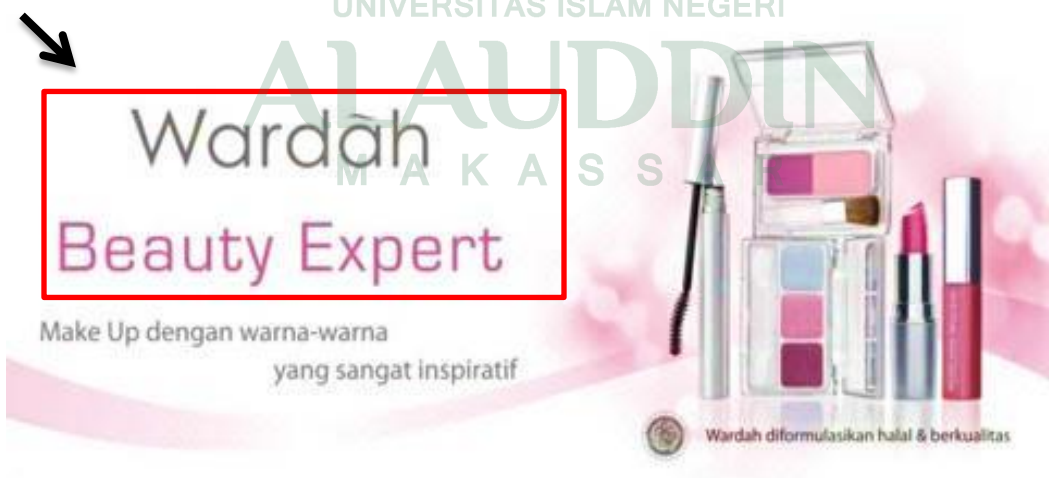 UNIVERSITAS ISLAM NEGERI
ALAUDDIN
MAKASS
Wardah
Beauty Expert
Make Up dengan warna-warna
yang sangat inspiratif
Wardah diformulasikan halal & berkualitas